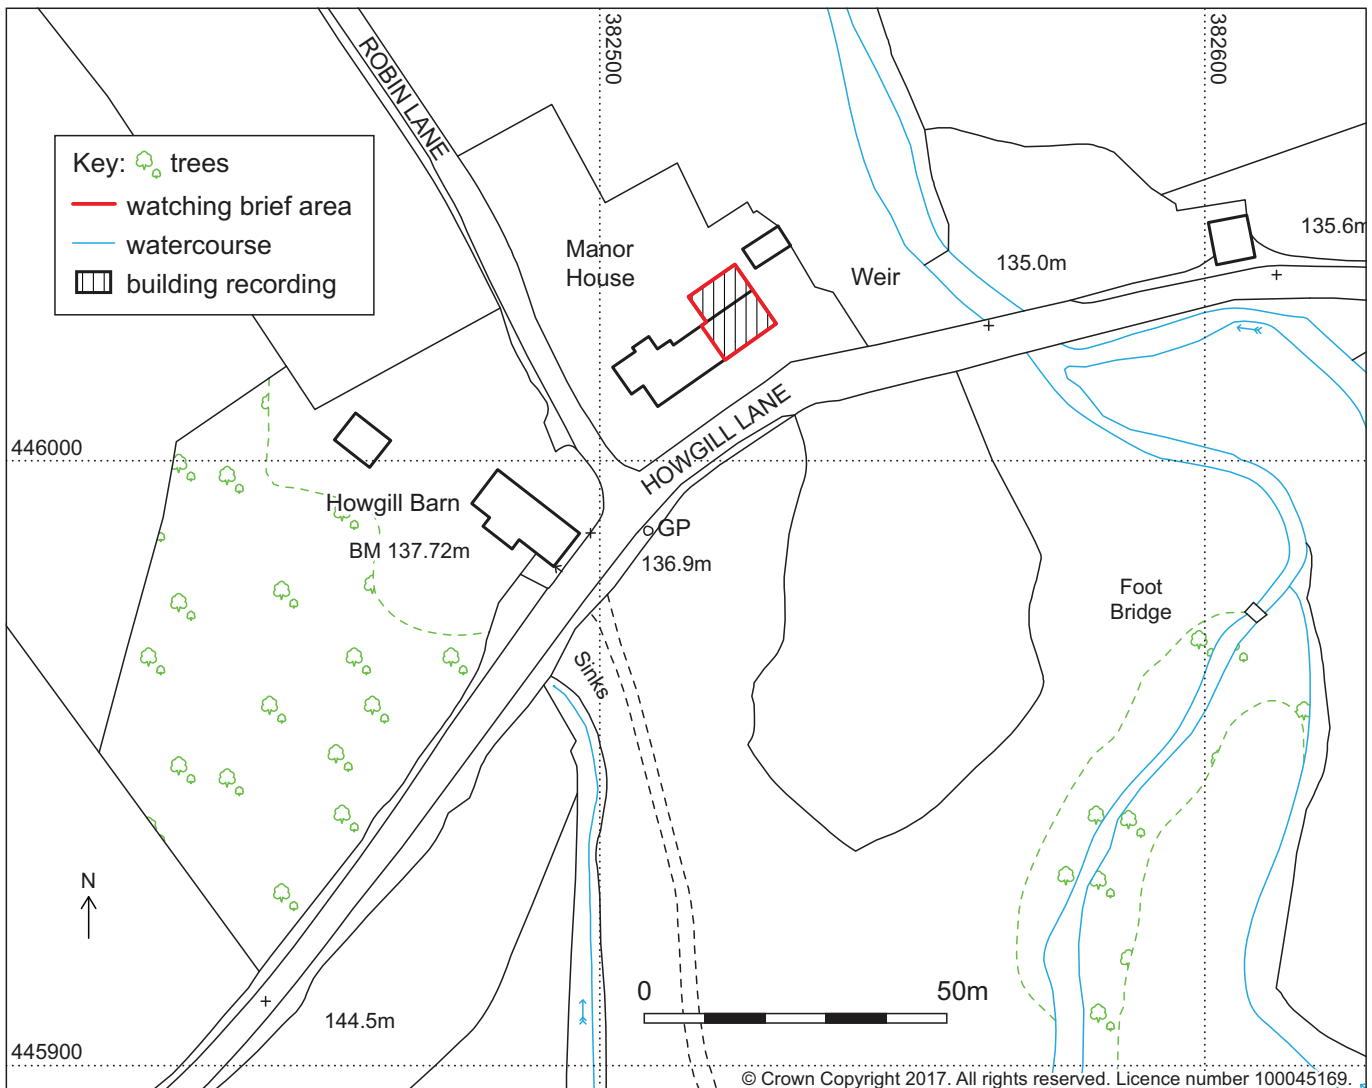 382500
382600
ROBIN LANE
Key: trees
watching brief area
watercourse
building recording
Manor
House
Weir
135.0m
135.6m
HOWGILL LANE
446000
Howgill Barn
BM 137.72m
GP
136.9m
Foot
Bridge
Sinks
N
0 50m
144.5m
445900
© Crown Copyright 2017. All rights reserved. Licence number 100045169.